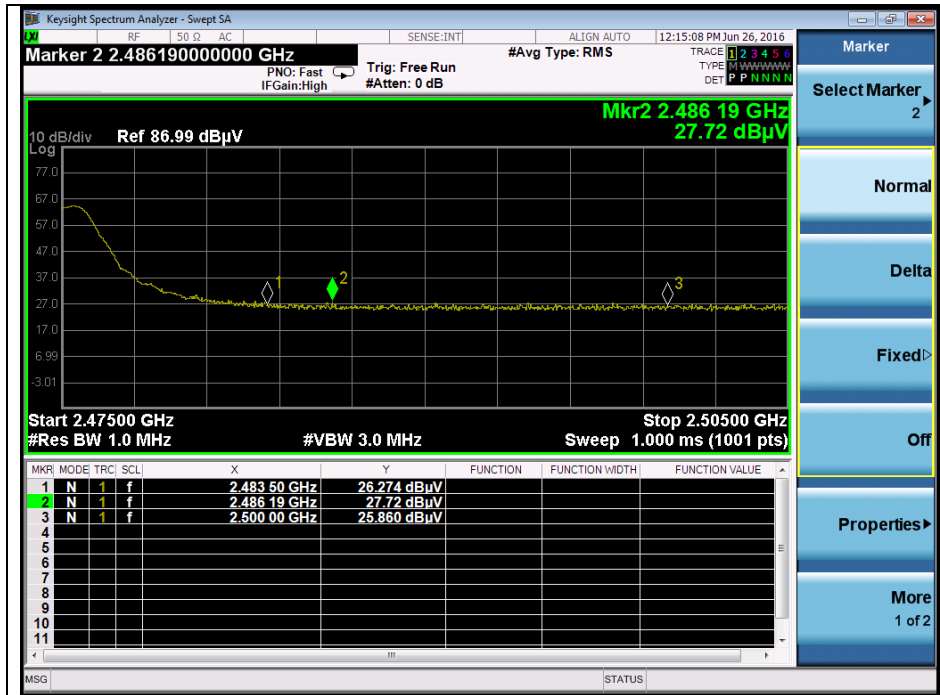 Keysight Spectrum Analyzer - Swept SA
LXI RF 50 Ω AC SENSE:INT ALIGN AUTO 12:15:08 PM Jun 26, 2016
Marker 2 2.486190000000 GHz
PNO: Fast
IFGain:High
Trig: Free Run
#Atten: 0 dB
#Avg Type: RMS
TRACE 1 2 3 4 5 6
TYPE M WWWWW
DET P P N N N N
Mkr2 2.486 19 GHz
27.72 dBµV
10 dB/div Ref 86.99 dBµV
Log
77.0
67.0
57.0
47.0
37.0
27.0
17.0
6.99
-3.01
1
2
3
Start 2.47500 GHz Stop 2.50500 GHz
#Res BW 1.0 MHz #VBW 3.0 MHz Sweep 1.000 ms (1001 pts)
MKR MODE TRC SCL X Y FUNCTION FUNCTION WIDTH FUNCTION VALUE
1 N 1 f 2.483 50 GHz 26.274 dBµV
2 N 1 f 2.486 19 GHz 27.72 dBµV
3 N 1 f 2.500 00 GHz 25.860 dBµV
4
5
6
7
8
9
10
11
MSG STATUS
Marker
Select Marker
2
Normal
Delta
Fixed
Off
Properties
More
1 of 2